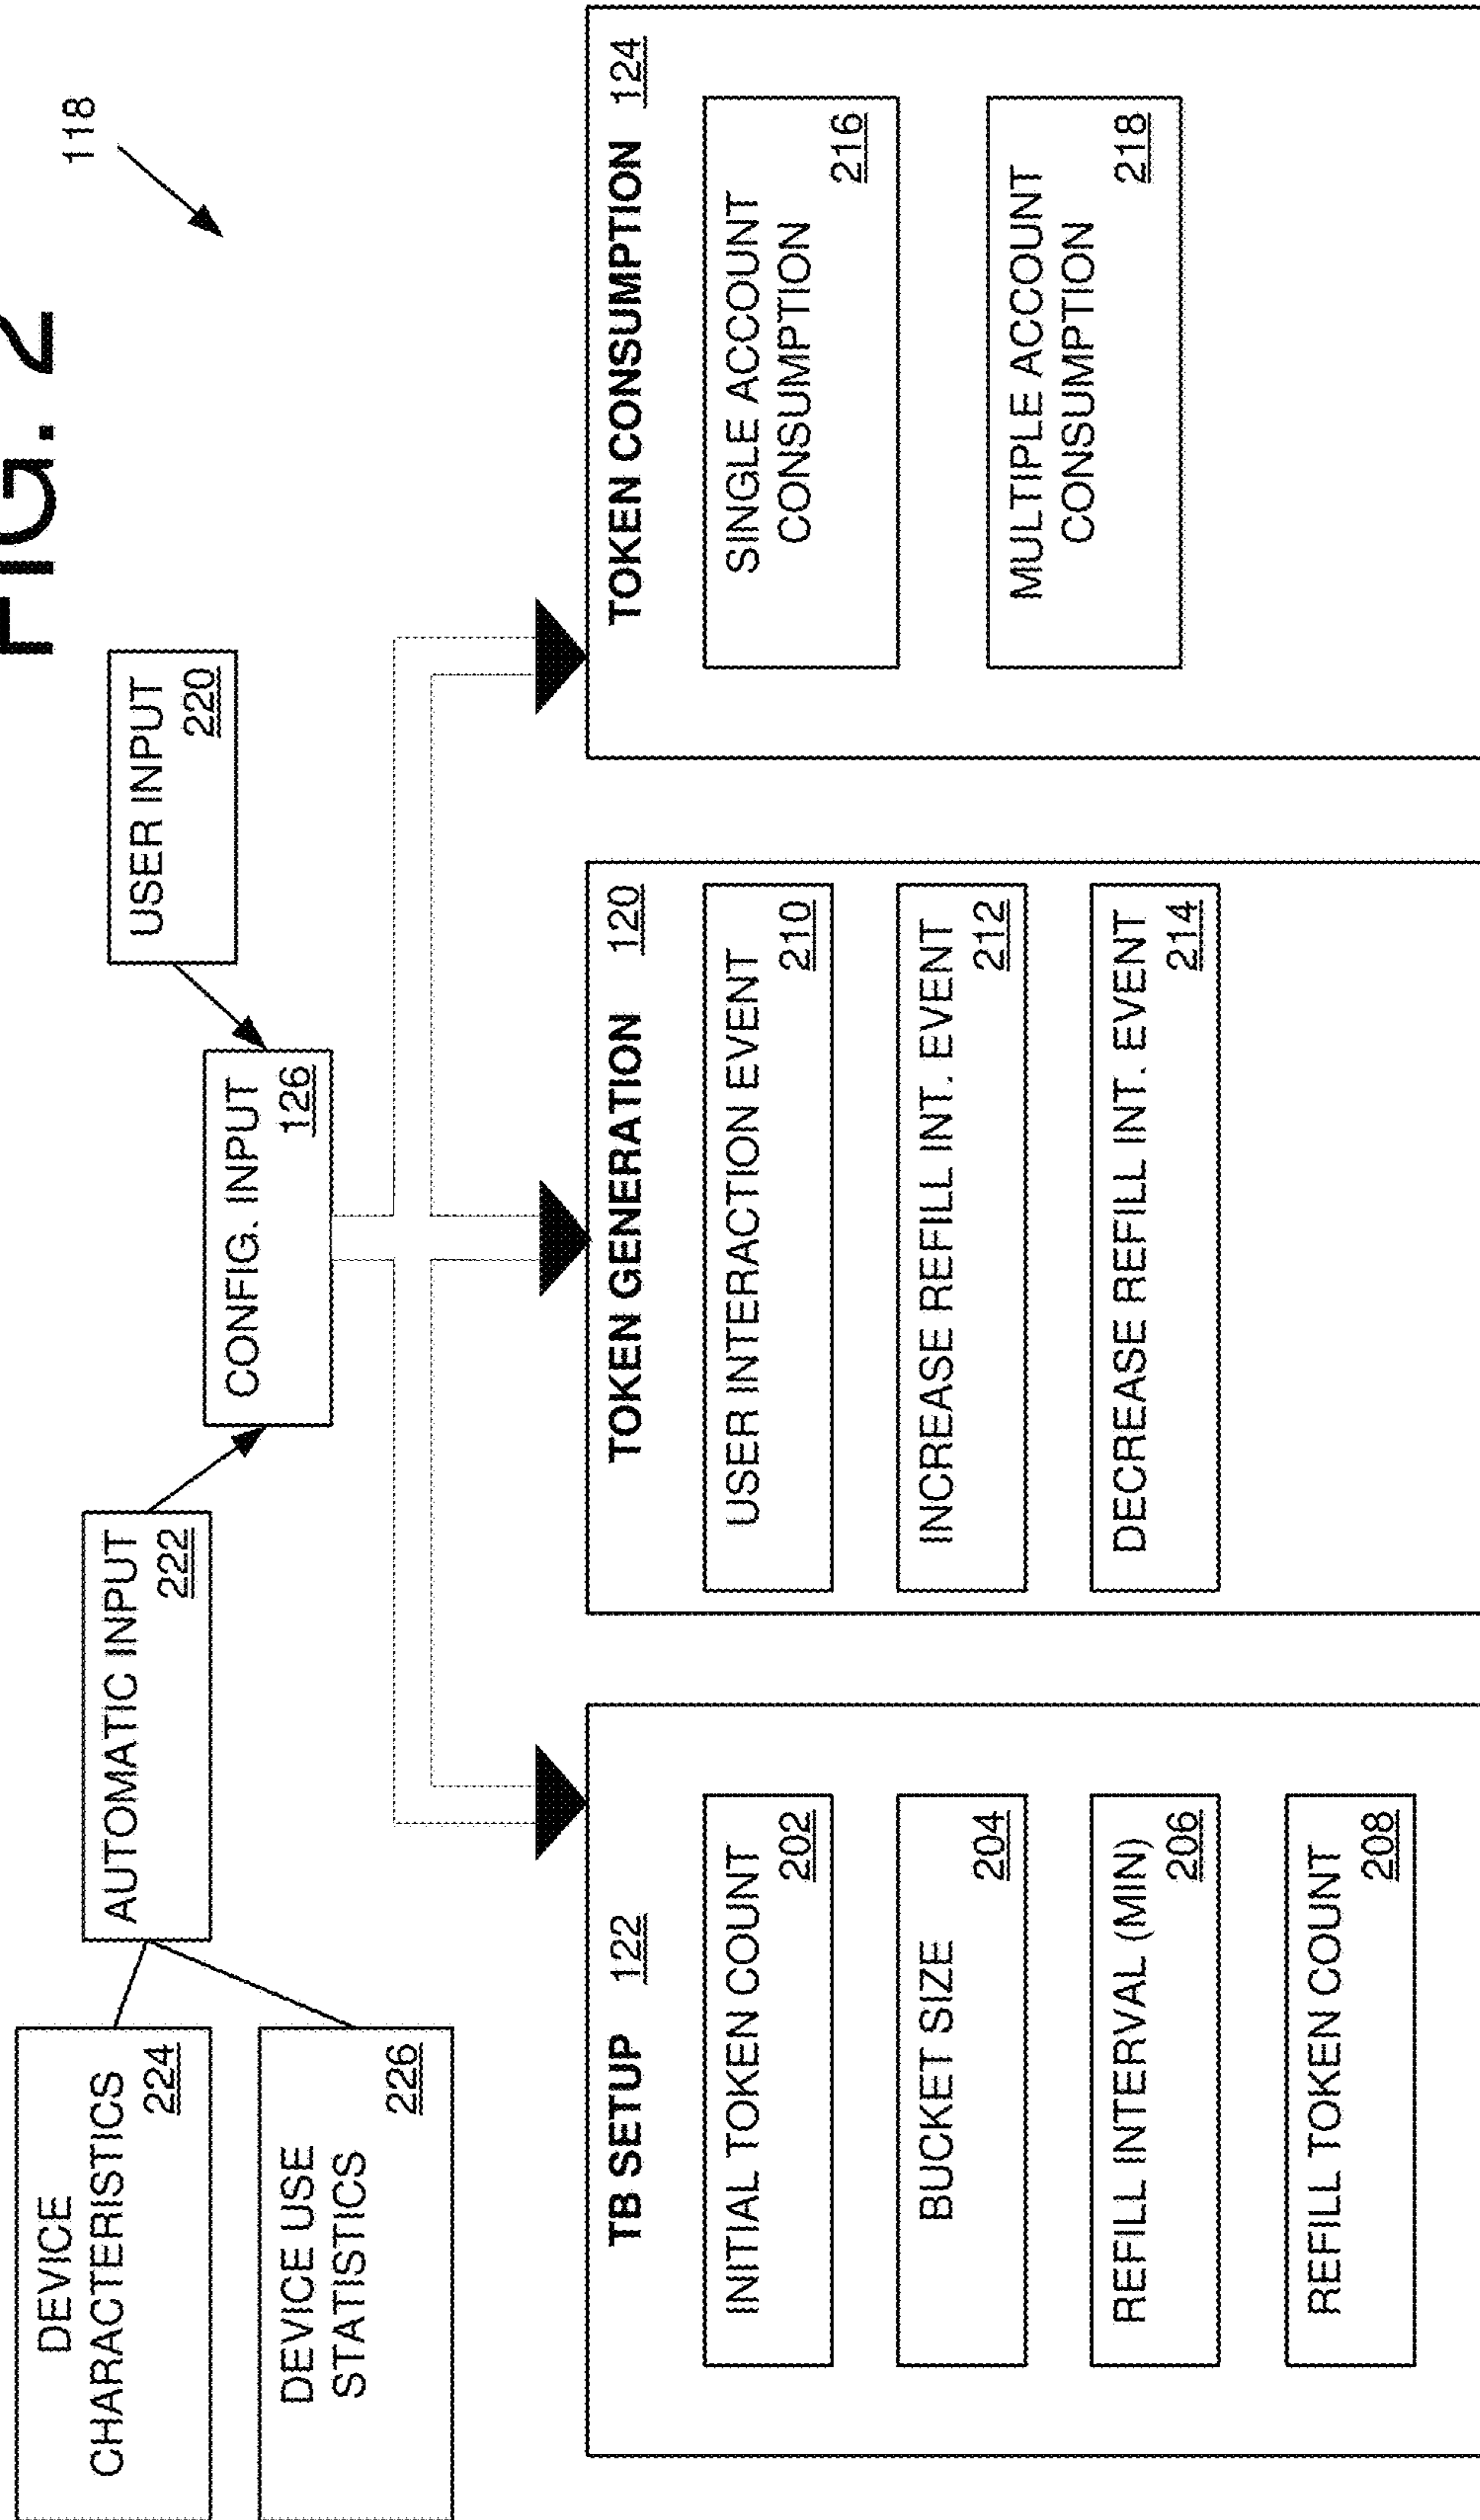 FIG. 2
118
DEVICE
CHARACTERISTICS
224
DEVICE USE
STATISTICS
226
AUTOMATIC INPUT
222
CONFIG. INPUT
126
USER INPUT
220
TB SETUP 122
INITIAL TOKEN COUNT
202
BUCKET SIZE
204
REFILL INTERVAL (MIN)
206
REFILL TOKEN COUNT
208
TOKEN GENERATION 120
USER INTERACTION EVENT
210
INCREASE REFILL INT. EVENT
212
DECREASE REFILL INT. EVENT
214
TOKEN CONSUMPTION 124
SINGLE ACCOUNT
CONSUMPTION
216
MULTIPLE ACCOUNT
CONSUMPTION
218